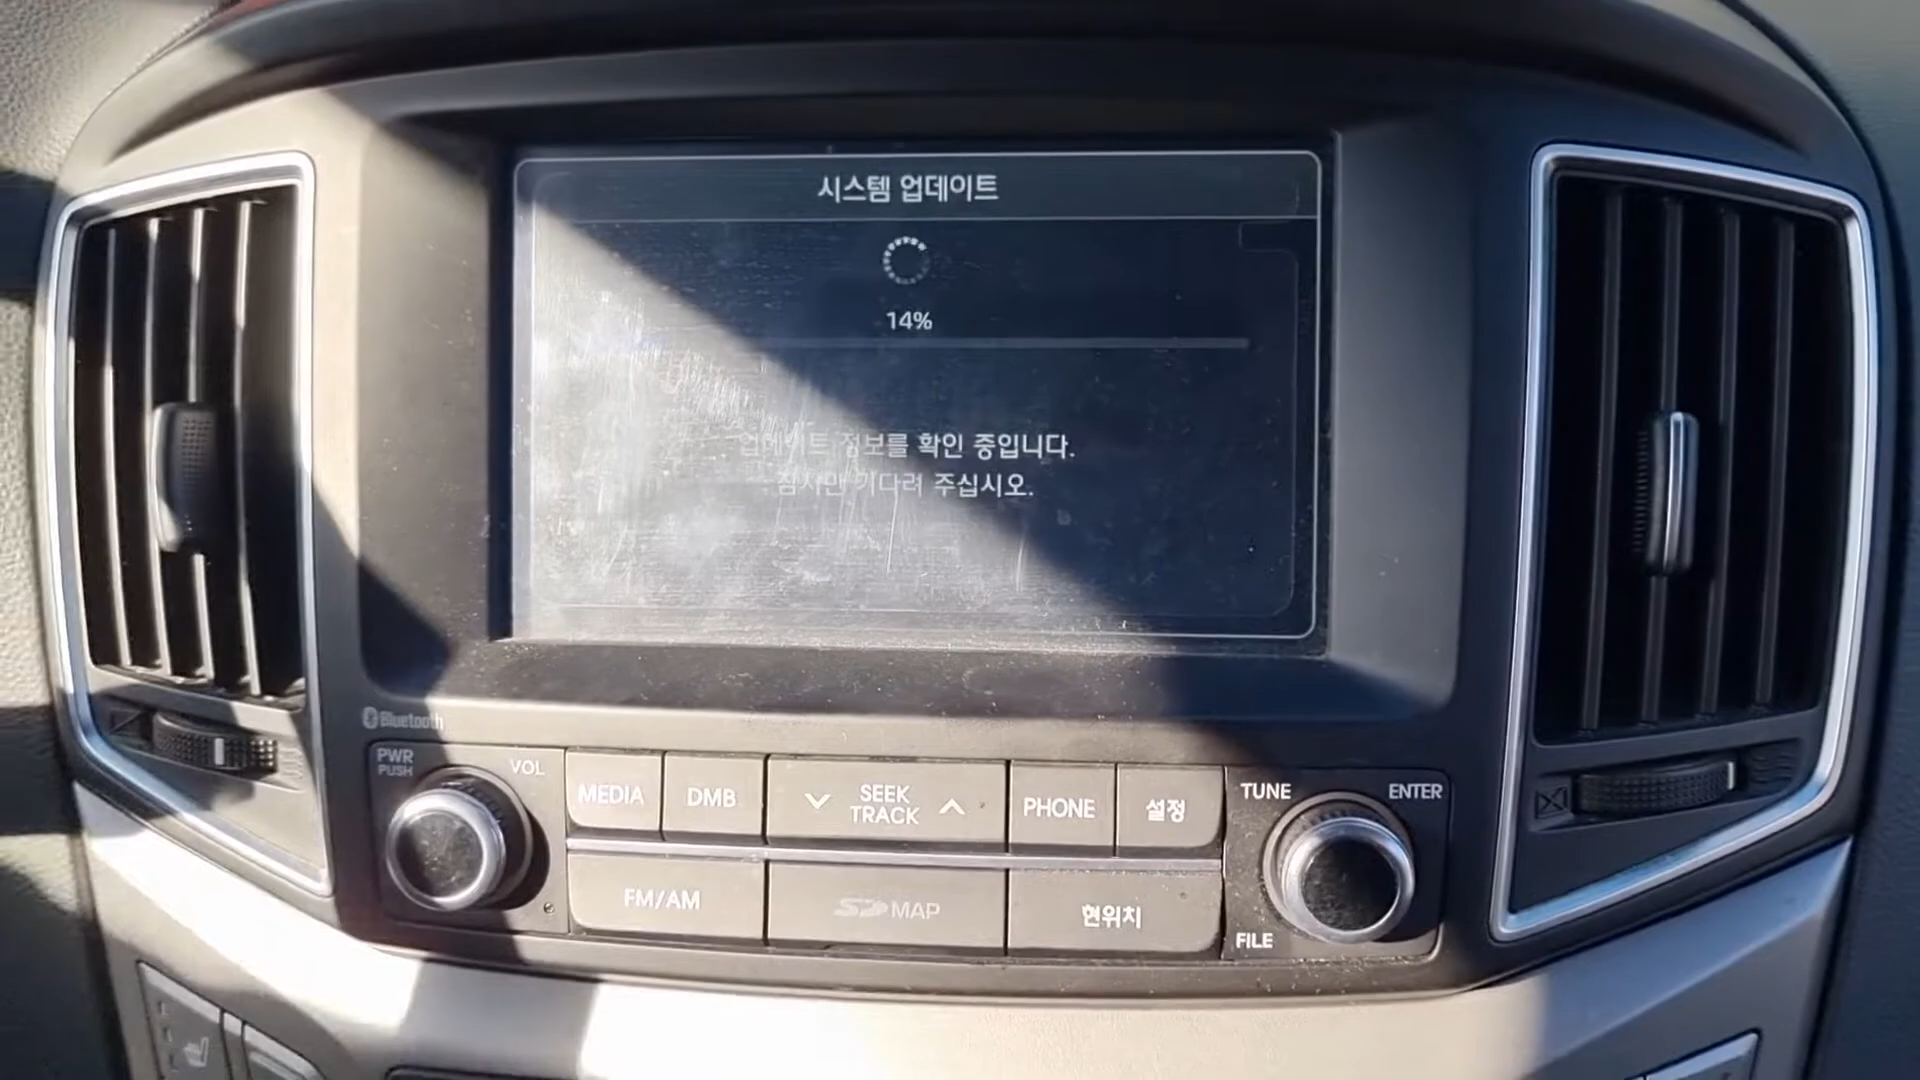 시스템 업데이트
14%
업데이트 정보를 확인 중입니다.
잠시만 기다려 주십시오.
Bluetooth
PWR
PUSH
VOL
MEDIA
DMB
SEEK
TRACK
PHONE
설정
TUNE
ENTER
FM/AM
SD MAP
현위치
FILE